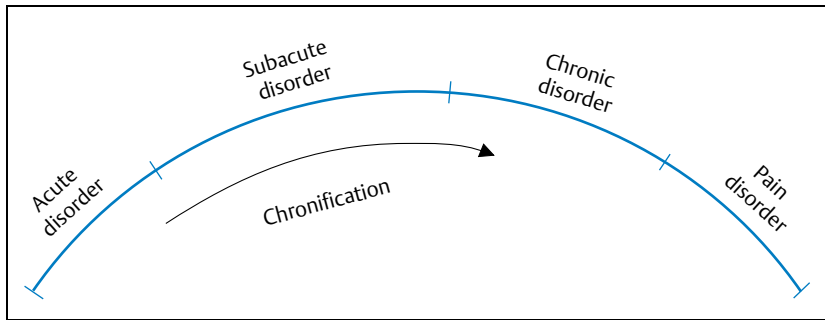 Acute
disorder
Subacute
disorder
Chronic
disorder
Pain
disorder
Chronification